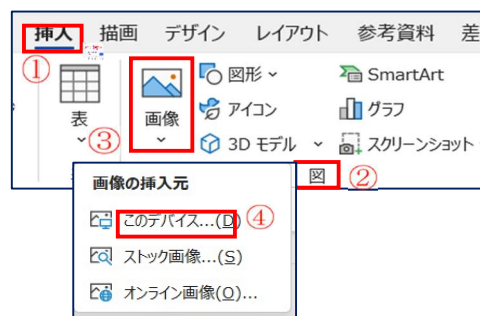 挿入 描画 デザイン レイアウト 参考資料 差
①
表
③
画像
図形
アイコン
3D モデル
SmartArt
グラフ
スクリーンショット
図 ②
画像の挿入元
このデバイス...(D) ④
ストック画像...(S)
オンライン画像(O)...